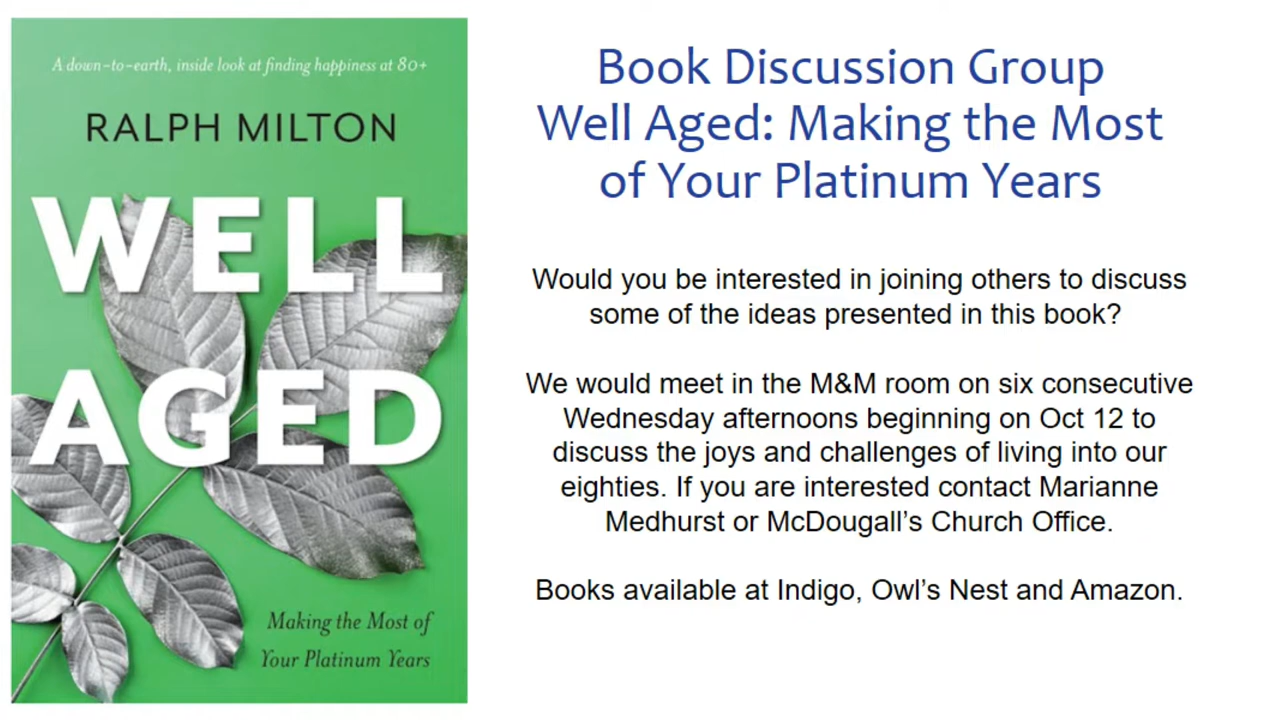 A down-to-earth, inside look at finding happiness at 80+
RALPH MILTON
WELL
AGED
Making the Most of
Your Platinum Years
Book Discussion Group
Well Aged: Making the Most
of Your Platinum Years
Would you be interested in joining others to discuss
some of the ideas presented in this book?
We would meet in the M&M room on six consecutive
Wednesday afternoons beginning on Oct 12 to
discuss the joys and challenges of living into our
eighties. If you are interested contact Marianne
Medhurst or McDougall’s Church Office.
Books available at Indigo, Owl’s Nest and Amazon.